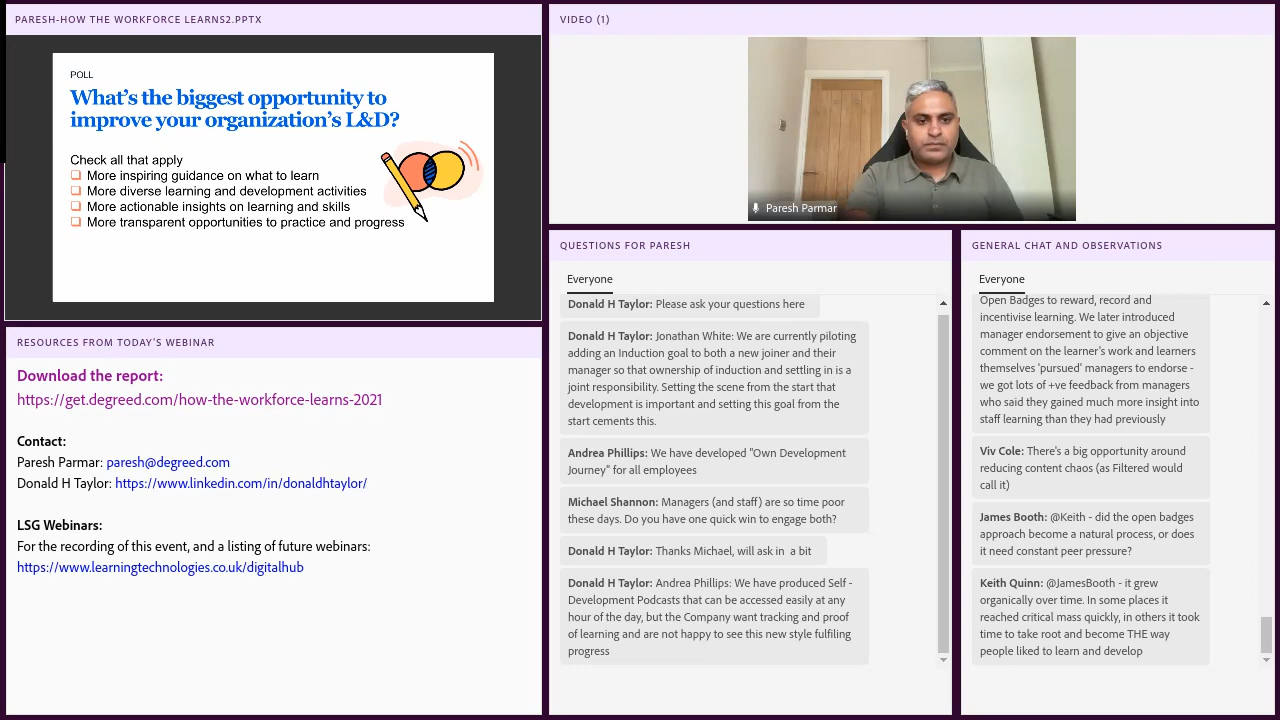 PARESH-HOW THE WORKFORCE LEARNS2.PPTX
POLL
What's the biggest opportunity to
improve your organization's L&D?
Check all that apply
More inspiring guidance on what to learn
More diverse learning and development activities
More actionable insights on learning and skills
More transparent opportunities to practice and progress
RESOURCES FROM TODAY'S WEBINAR
Download the report:
https://get.degreed.com/how-the-workforce-learns-2021
Contact:
Paresh Parmar: paresh@degreed.com
Donald H Taylor: https://www.linkedin.com/in/donaldhtaylor/
LSG Webinars:
For the recording of this event, and a listing of future webinars:
https://www.learningtechnologies.co.uk/digitalhub
VIDEO (1)
Paresh Parmar
QUESTIONS FOR PARESH
Everyone
Donald H Taylor: Please ask your questions here
Donald H Taylor: Jonathan White: We are currently piloting
adding an Induction goal to both a new joiner and their
manager so that ownership of induction and settling in is a
joint responsibility. Setting the scene from the start that
development is important and setting this goal from the
start cements this.
Andrea Phillips: We have developed "Own Development
Journey" for all employees
Michael Shannon: Managers (and staff) are so time poor
these days. Do you have one quick win to engage both?
Donald H Taylor: Thanks Michael, will ask in  a bit
Donald H Taylor: Andrea Phillips: We have produced Self -
Development Podcasts that can be accessed easily at any
hour of the day, but the Company want tracking and proof
of learning and are not happy to see this new style fulfiling
progress
GENERAL CHAT AND OBSERVATIONS
Everyone
Open Badges to reward, record and
incentivise learning. We later introduced
manager endorsement to give an objective
comment on the learner's work and learners
themselves 'pursued' managers to endorse -
we got lots of +ve feedback from managers
who said they gained much more insight into
staff learning than they had previously
Viv Cole: There's a big opportunity around
reducing content chaos (as Filtered would
call it)
James Booth: @Keith - did the open badges
approach become a natural process, or does
it need constant peer pressure?
Keith Quinn: @JamesBooth - it grew
organically over time. In some places it
reached critical mass quickly, in others it took
time to take root and become THE way
people liked to learn and develop